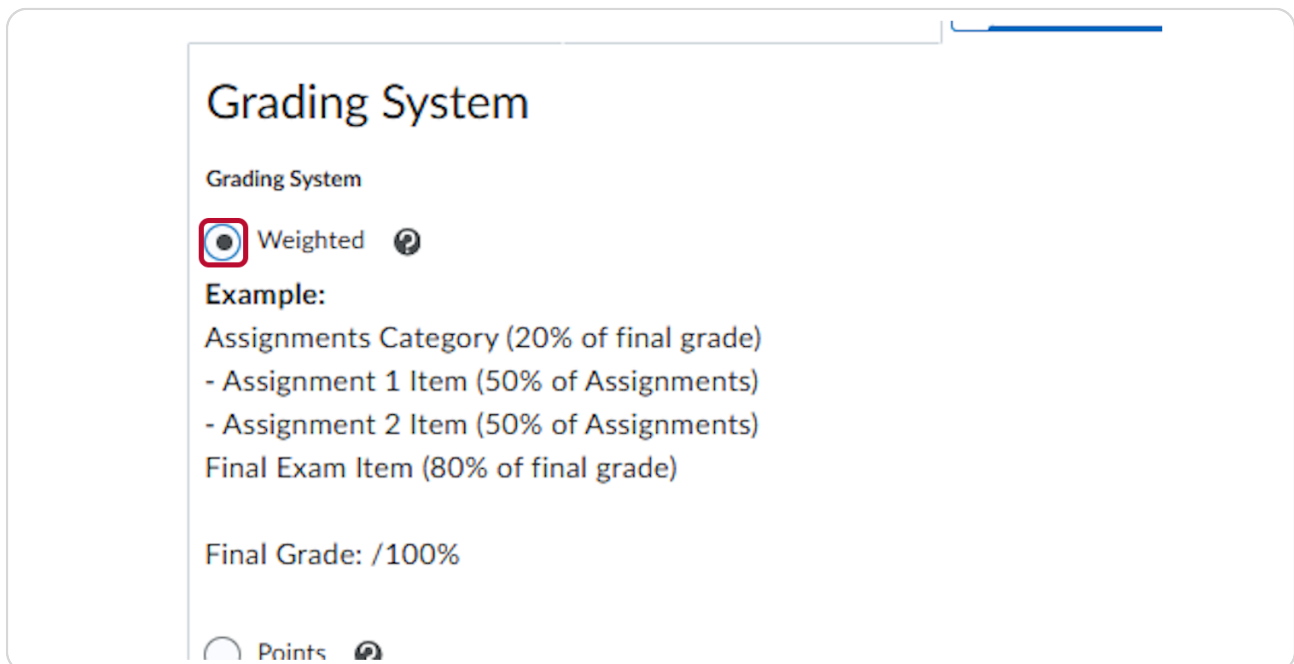 Grading System
Grading System
Weighted
Example:
Assignments Category (20% of final grade)
- Assignment 1 Item (50% of Assignments)
- Assignment 2 Item (50% of Assignments)
Final Exam Item (80% of final grade)
Final Grade: /100%
Points